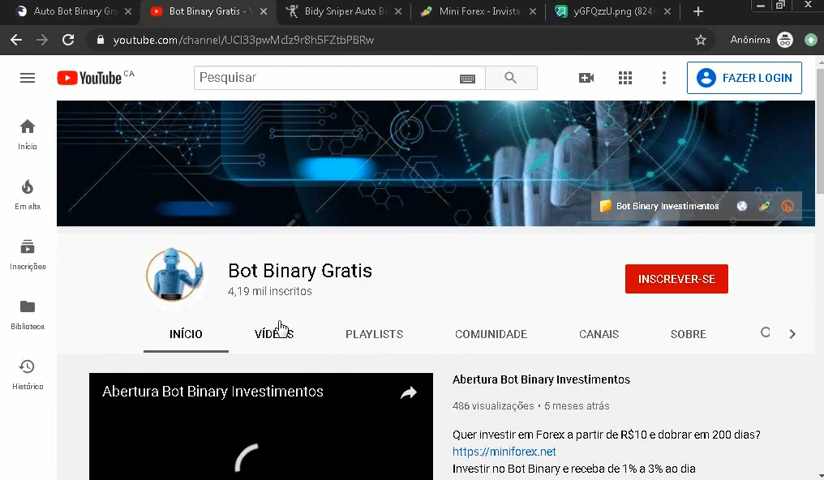 Auto Bot Binary Gr
Bot Binary Gratis - Y
Bidy Sniper Auto B
Mini Forex - Invista
yGFQzzU.png (824
Anônima
YouTube CA
Pesquisar
FAZER LOGIN
Início
Em alta
Inscrições
Biblioteca
Histórico
Bot Binary Investimentos
Bot Binary Gratis
4,19 mil inscritos
INSCREVER-SE
INÍCIO
VÍDEOS
PLAYLISTS
COMUNIDADE
CANAIS
SOBRE
Abertura Bot Binary Investimentos
Abertura Bot Binary Investimentos
486 visualizações • 5 meses atrás
Quer investir em Forex a partir de R$10 e dobrar em 200 dias?
https://miniforex.net
Investir no Bot Binary e receba de 1% a 3% ao dia